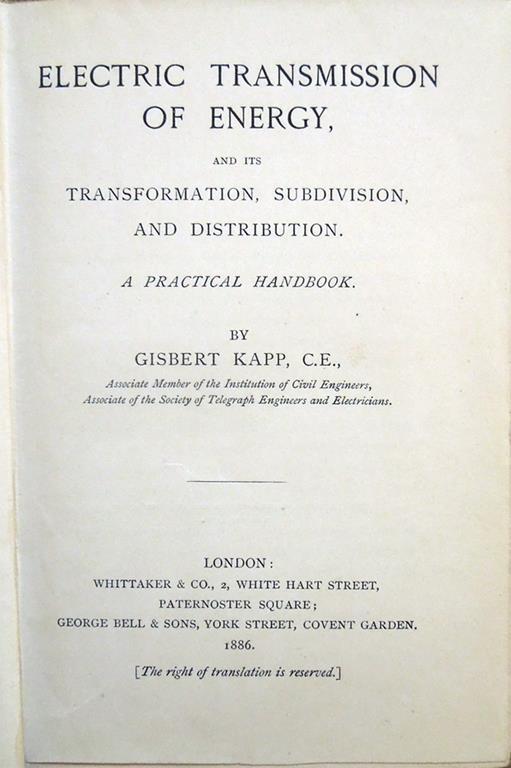 ELECTRIC TRANSMISSION
OF ENERGY,
AND ITS
TRANSFORMATION, SUBDIVISION,
AND DISTRIBUTION.
A PRACTICAL HANDBOOK.
BY
GISBERT KAPP, C.E.,
Associate Member of the Institution of Civil Engineers,
Associate of the Society of Telegraph Engineers and Electricians.
LONDON:
WHITTAKER & CO., 2, WHITE HART STREET,
PATERNOSTER SQUARE;
GEORGE BELL & SONS, YORK STREET, COVENT GARDEN.
1886.
[The right of translation is reserved.]